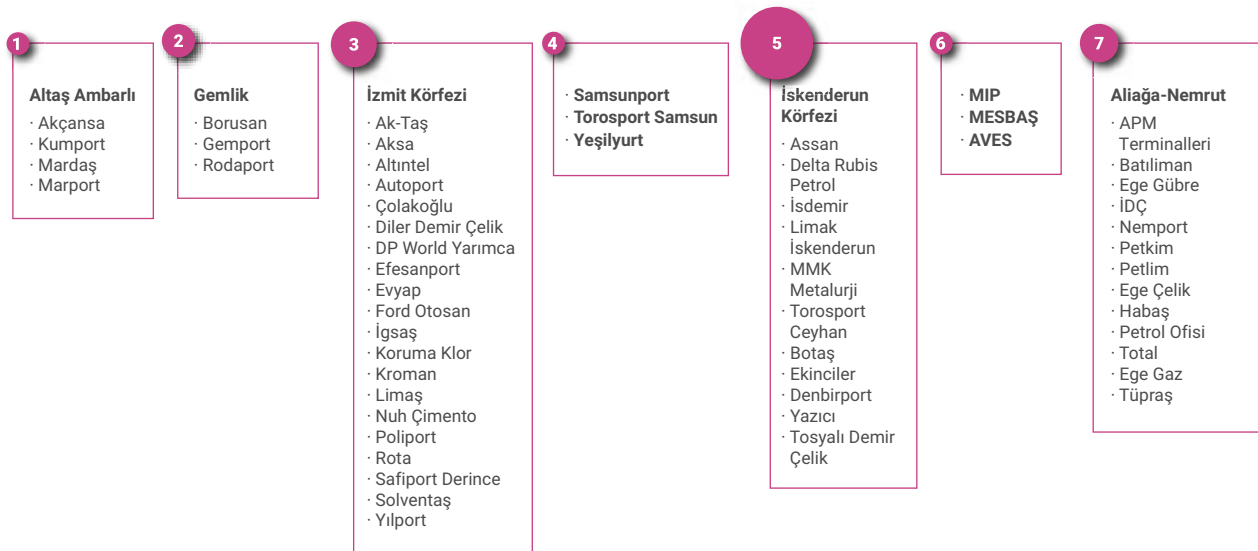 1
Altaş Ambarlı
· Akçansa
· Kumport
· Mardaş
· Marport
2
Gemlik
· Borusan
· Gemport
· Rodaport
3
İzmit Körfezi
· Ak-Taş
· Aksa
· Altıntel
· Autoport
· Çolakoğlu
· Diler Demir Çelik
· DP World Yarımca
· Efesanport
· Evyap
· Ford Otosan
· İgsaş
· Koruma Klor
· Kroman
· Limaş
· Nuh Çimento
· Poliport
· Rota
· Safiport Derince
· Solventaş
· Yılport
4
· Samsunport
· Torosport Samsun
· Yeşilyurt
5
İskenderun
Körfezi
· Assan
· Delta Rubis
Petrol
· İsdemir
· Limak
İskenderun
· MMK
Metalurji
· Torosport
Ceyhan
· Botaş
· Ekinciler
· Denbirport
· Yazıcı
· Tosyalı Demir
Çelik
6
· MIP
· MESBAŞ
· AVES
7
Aliağa-Nemrut
· APM
Terminalleri
· Batıliman
· Ege Gübre
· İDÇ
· Nemport
· Petkim
· Petlim
· Ege Çelik
· Habaş
· Petrol Ofisi
· Total
· Ege Gaz
· Tüpraş